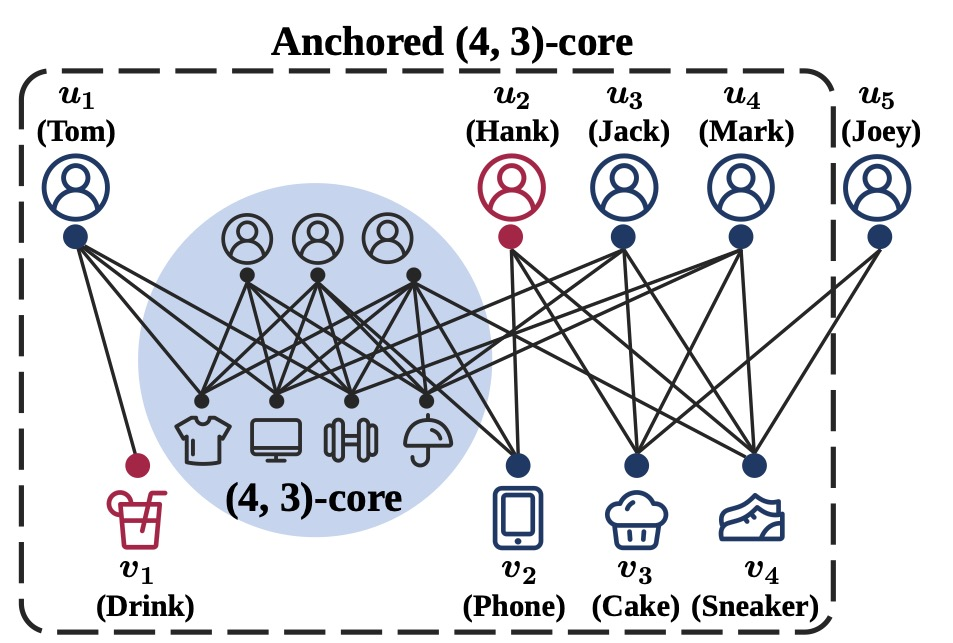 Anchored (4, 3)-core
u₁
(Tom)
u₂
(Hank)
u₃
(Jack)
u₄
(Mark)
u₅
(Joey)
(4, 3)-core
v₁
(Drink)
v₂
(Phone)
v₃
(Cake)
v₄
(Sneaker)